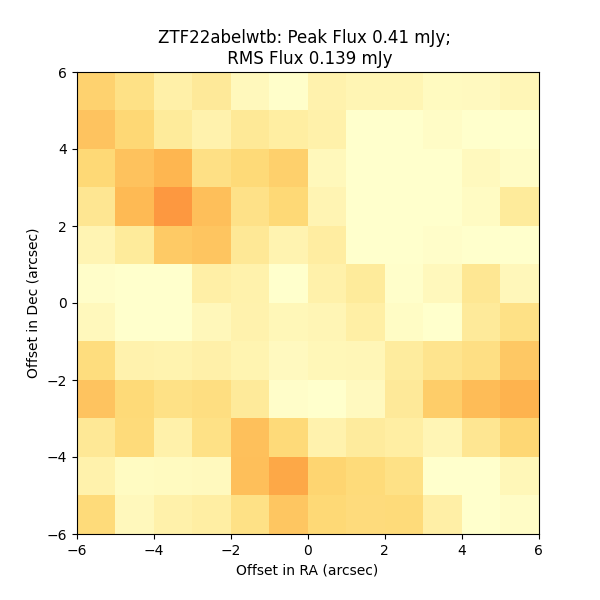 ZTF22abelwtb: Peak Flux 0.41 mJy;
RMS Flux 0.139 mJy
6
4
2
0
−2
−4
−6
Offset in Dec (arcsec)
−6 −4 −2 0 2 4 6
Offset in RA (arcsec)